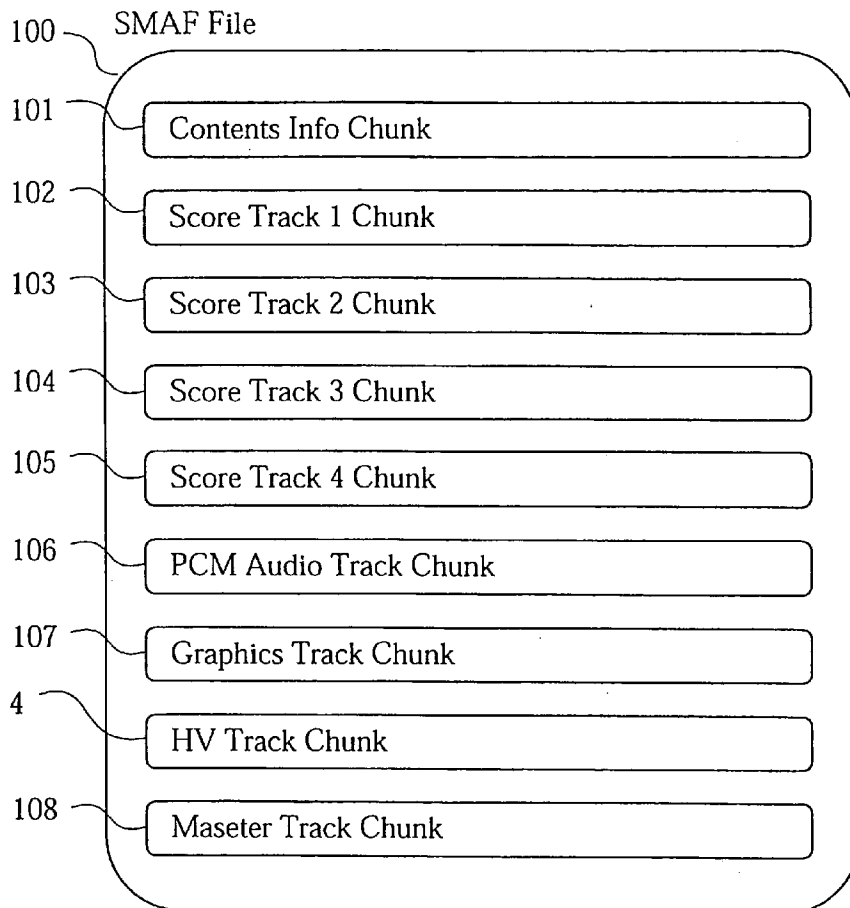 SMAF File
100
101
Contents Info Chunk
102
Score Track 1 Chunk
103
Score Track 2 Chunk
104
Score Track 3 Chunk
105
Score Track 4 Chunk
106
PCM Audio Track Chunk
107
Graphics Track Chunk
4
HV Track Chunk
108
Maseter Track Chunk